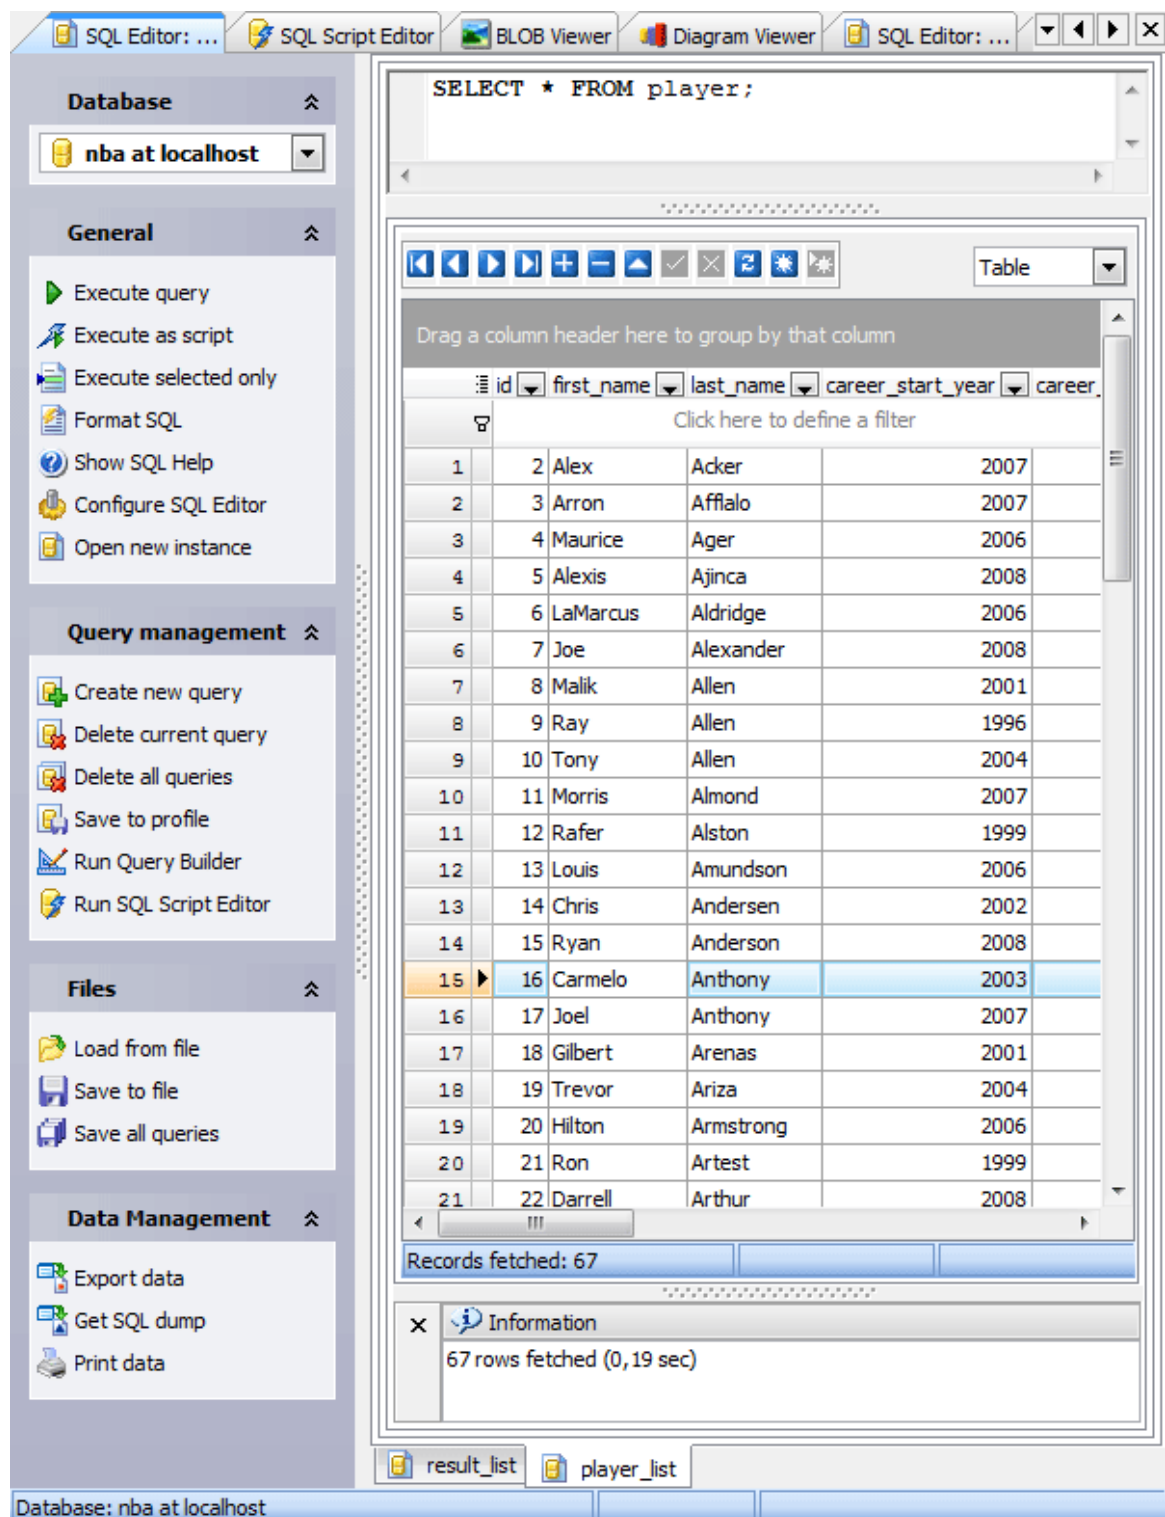 SQL Editor: ... SQL Script Editor BLOB Viewer Diagram Viewer SQL Editor: ...
Database
nba at localhost
General
Execute query
Execute as script
Execute selected only
Format SQL
Show SQL Help
Configure SQL Editor
Open new instance
Query management
Create new query
Delete current query
Delete all queries
Save to profile
Run Query Builder
Run SQL Script Editor
Files
Load from file
Save to file
Save all queries
Data Management
Export data
Get SQL dump
Print data
SELECT * FROM player;
Table
Drag a column header here to group by that column
id first_name last_name career_start_year career_
Click here to define a filter
1 2 Alex Acker 2007
2 3 Arron Afflalo 2007
3 4 Maurice Ager 2006
4 5 Alexis Ajinca 2008
5 6 LaMarcus Aldridge 2006
6 7 Joe Alexander 2008
7 8 Malik Allen 2001
8 9 Ray Allen 1996
9 10 Tony Allen 2004
10 11 Morris Almond 2007
11 12 Rafer Alston 1999
12 13 Louis Amundson 2006
13 14 Chris Andersen 2002
14 15 Ryan Anderson 2008
15 16 Carmelo Anthony 2003
16 17 Joel Anthony 2007
17 18 Gilbert Arenas 2001
18 19 Trevor Ariza 2004
19 20 Hilton Armstrong 2006
20 21 Ron Artest 1999
21 22 Darrell Arthur 2008
Records fetched: 67
Information
67 rows fetched (0,19 sec)
result_list player_list
Database: nba at localhost